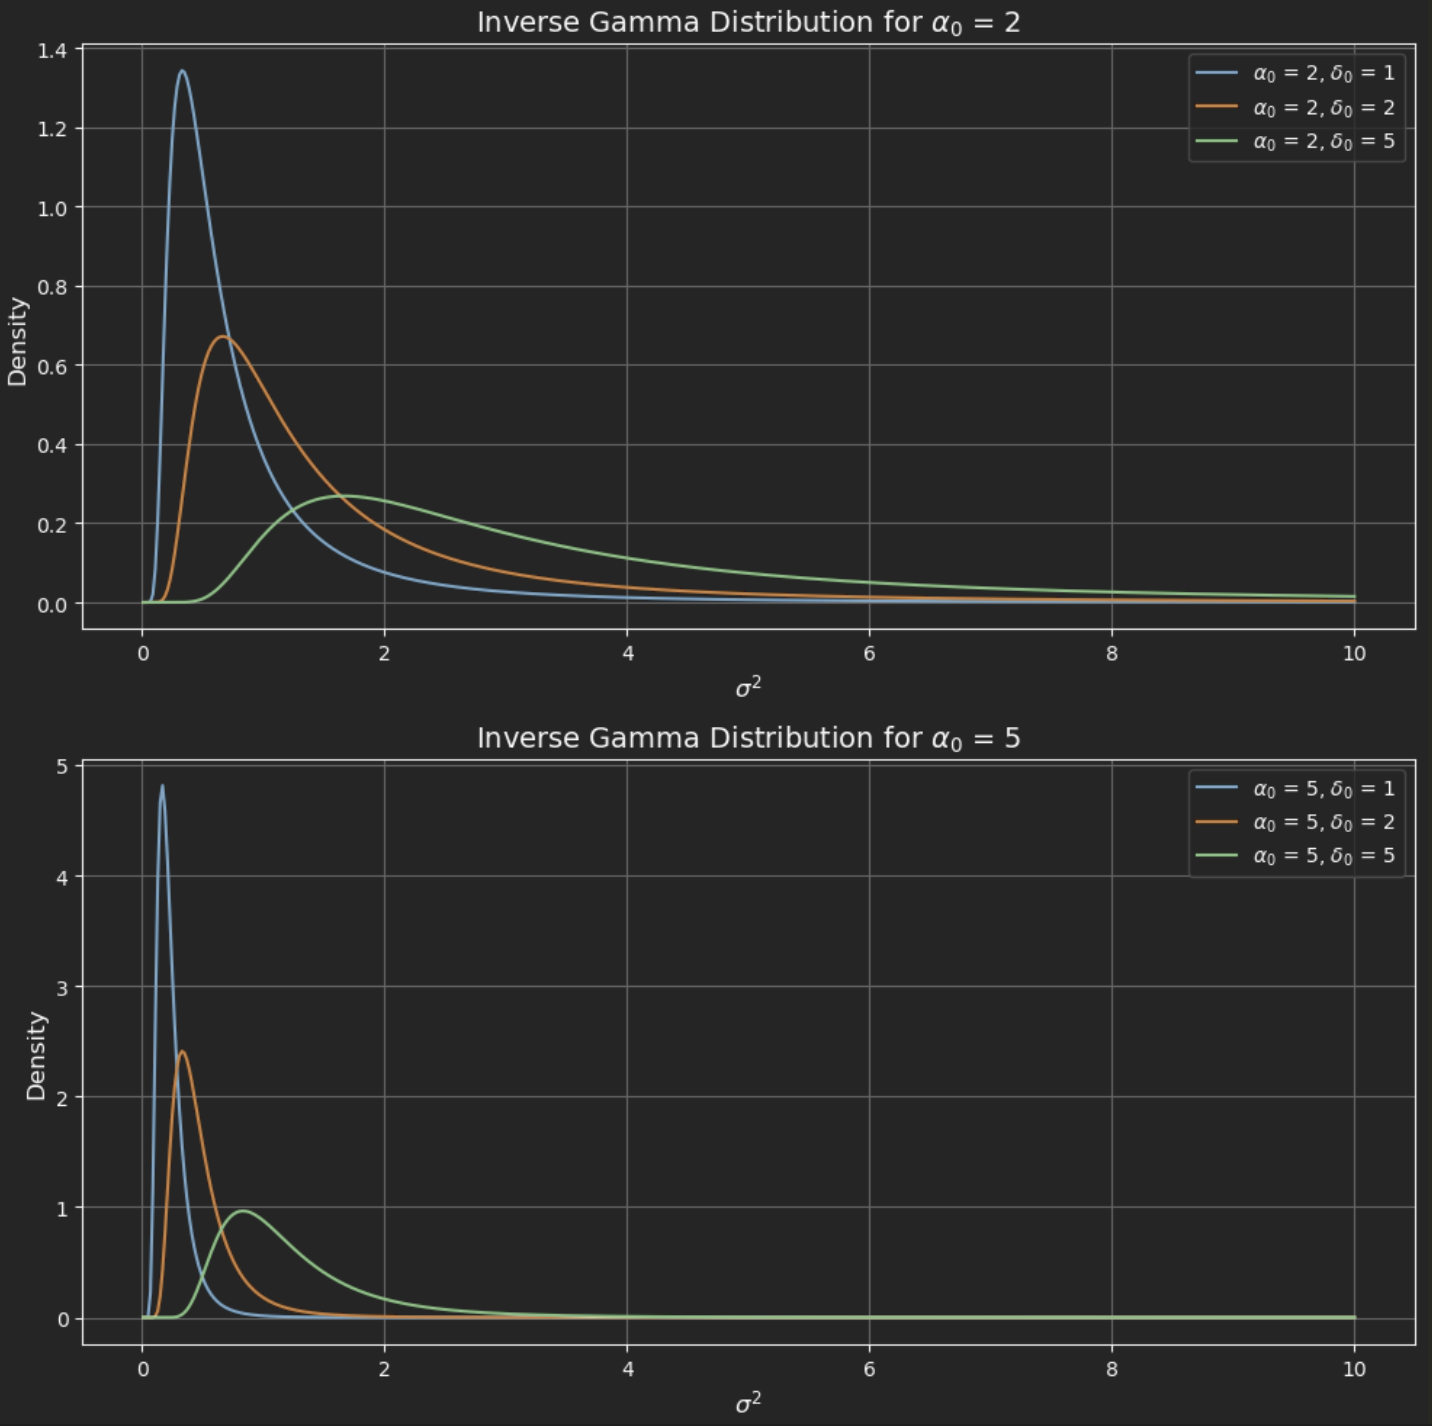 Inverse Gamma Distribution for α₀ = 2
1.4
1.2
1.0
0.8
0.6
0.4
0.2
0.0
Density
α₀ = 2, δ₀ = 1
α₀ = 2, δ₀ = 2
α₀ = 2, δ₀ = 5
0 2 4 6 8 10
σ²
Inverse Gamma Distribution for α₀ = 5
5
4
3
2
1
0
Density
α₀ = 5, δ₀ = 1
α₀ = 5, δ₀ = 2
α₀ = 5, δ₀ = 5
0 2 4 6 8 10
σ²